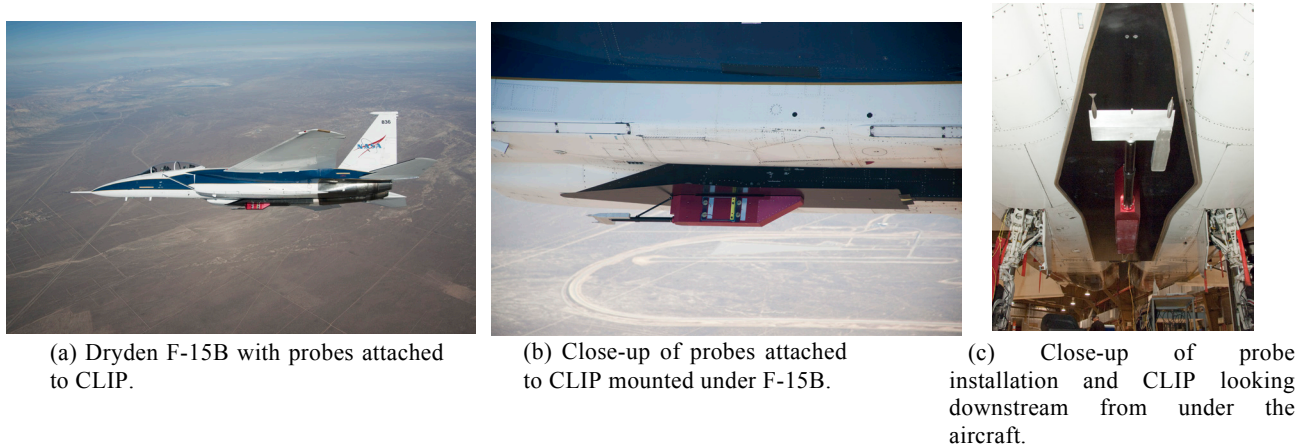 836
NASA
(a) Dryden F-15B with probes attached
to CLIP.
(b) Close-up of probes attached
to CLIP mounted under F-15B.
(c) Close-up of probe
installation and CLIP looking
downstream from under the
aircraft.